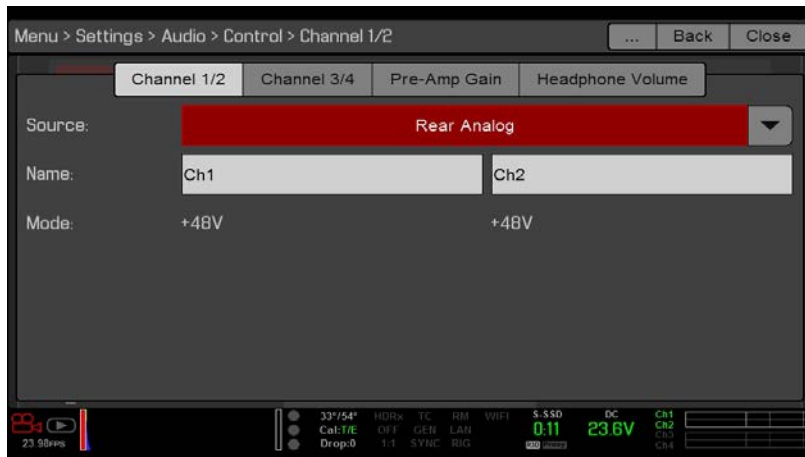 Menu > Settings > Audio > Control > Channel 1/2 ... Back Close
Channel 1/2 Channel 3/4 Pre-Amp Gain Headphone Volume
Source: Rear Analog
Name: Ch1 Ch2
Mode: +48V +48V
33°/54° HDRx TC RM WIFI S-SSD DC Ch1
Cal:T/E OFF GEN LAN 0:11 23.6V Ch2
Ch3
23.98FPS Drop:0 1:1 SYNC RIG R3D Ch4